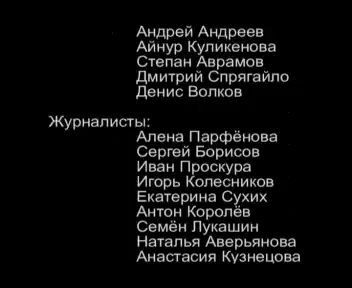 Андрей Андреев
Айнур Куликенова
Степан Аврамов
Дмитрий Спрягайло
Денис Волков
Журналисты:
Алена Парфёнова
Сергей Борисов
Иван Проскура
Игорь Колесников
Екатерина Сухих
Антон Королёв
Семён Лукашин
Наталья Аверьянова
Анастасия Кузнецова